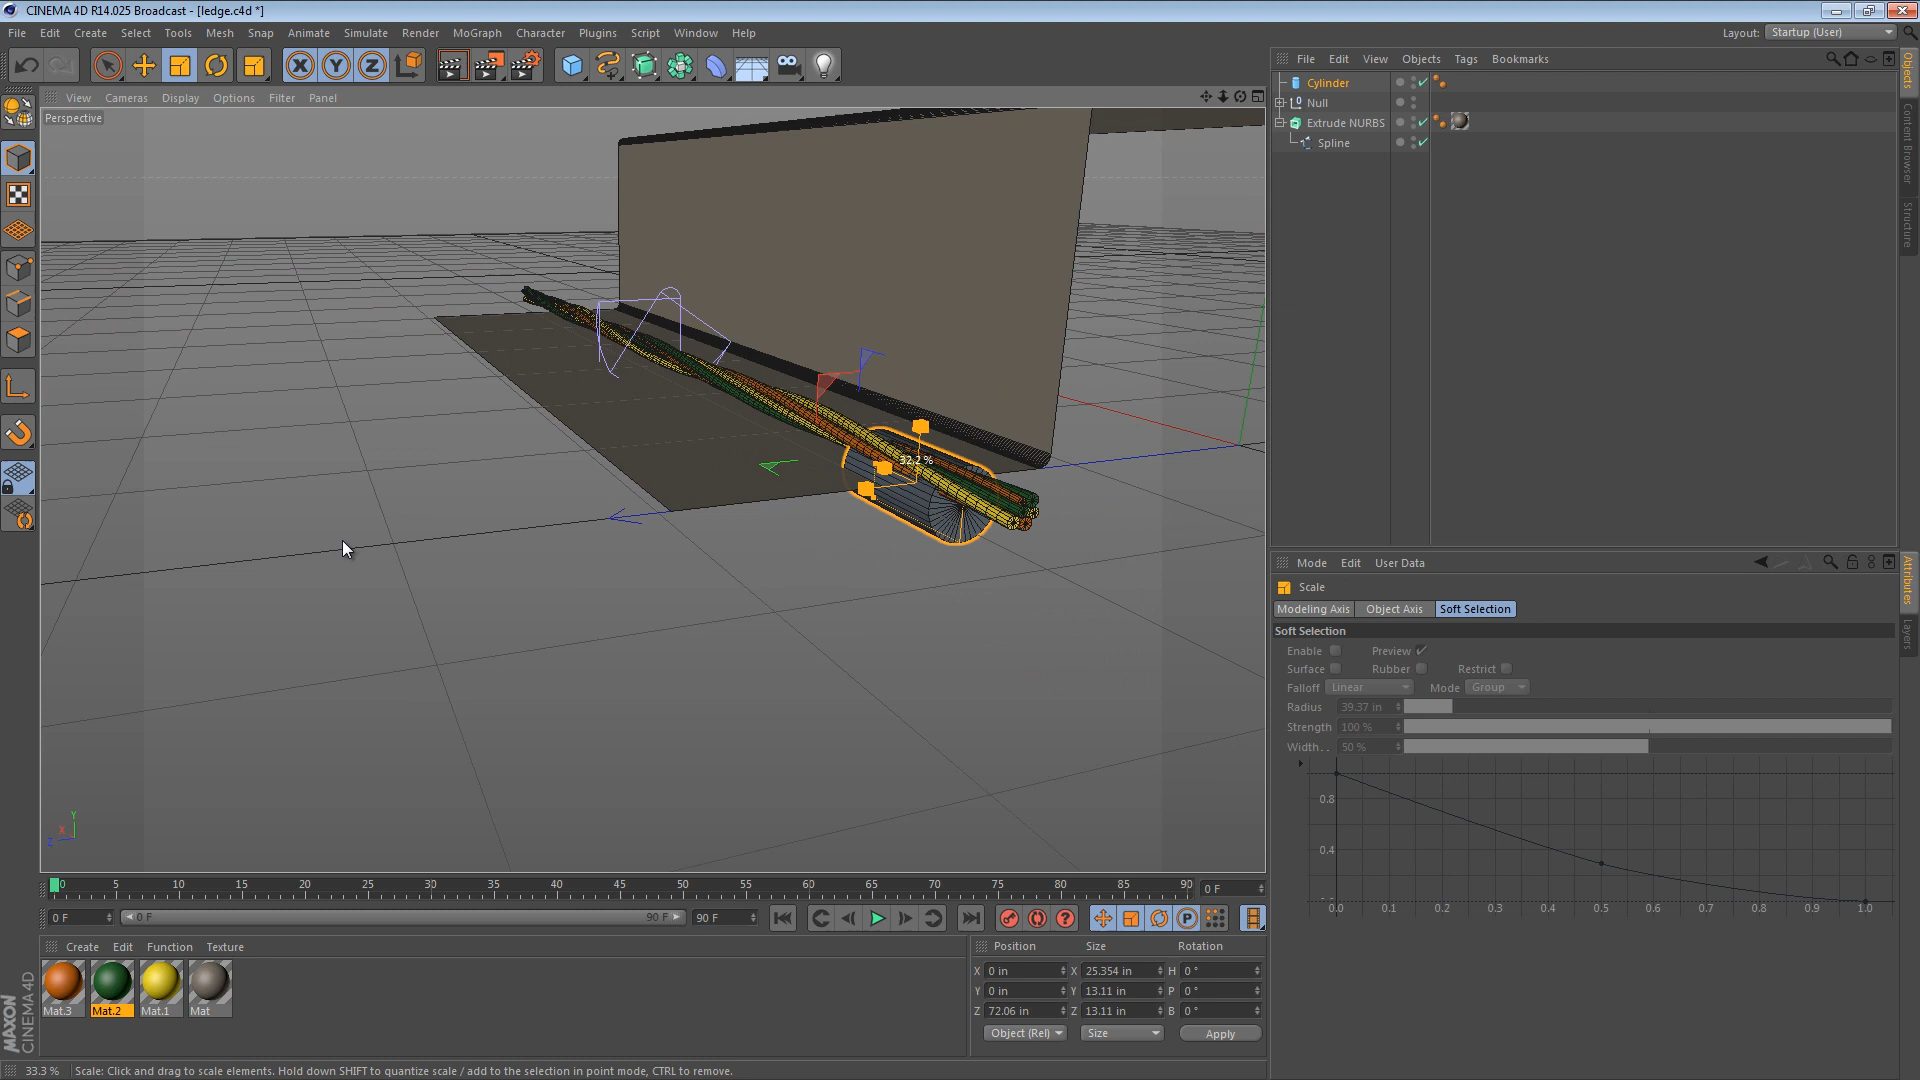 CINEMA 4D R14.025 Broadcast - [ledge.c4d *]
File Edit Create Select Tools Mesh Snap Animate Simulate Render MoGraph Character Plugins Script Window Help
Layout: Startup (User)
X Y Z
File Edit View Objects Tags Bookmarks
View Cameras Display Options Filter Panel
Perspective
Cylinder
Null
Extrude NURBS
Spline
Objects
Content Browser
Structure
32.2 %
Y
X
Z
Mode Edit User Data
Scale
Modeling Axis Object Axis Soft Selection
Soft Selection
Enable Preview
Surface Rubber Restrict
Falloff Linear Mode Group
Radius 39.37 in
Strength 100 %
Width. . 50 %
0.8
0.4
0.0 0.1 0.2 0.3 0.4 0.5 0.6 0.7 0.8 0.9 1.0
Attributes
Layers
0 5 10 15 20 25 30 35 40 45 50 55 60 65 70 75 80 85 90
0 F
0 F 0 F 90 F 90 F
P
Create Edit Function Texture
Mat.3 Mat.2 Mat.1 Mat
Position Size Rotation
X 0 in X 25.354 in H 0 °
Y 0 in Y 13.11 in P 0 °
Z 72.06 in Z 13.11 in B 0 °
Object (Rel) Size Apply
MAXON
CINEMA 4D
33.3 % Scale: Click and drag to scale elements. Hold down SHIFT to quantize scale / add to the selection in point mode, CTRL to remove.